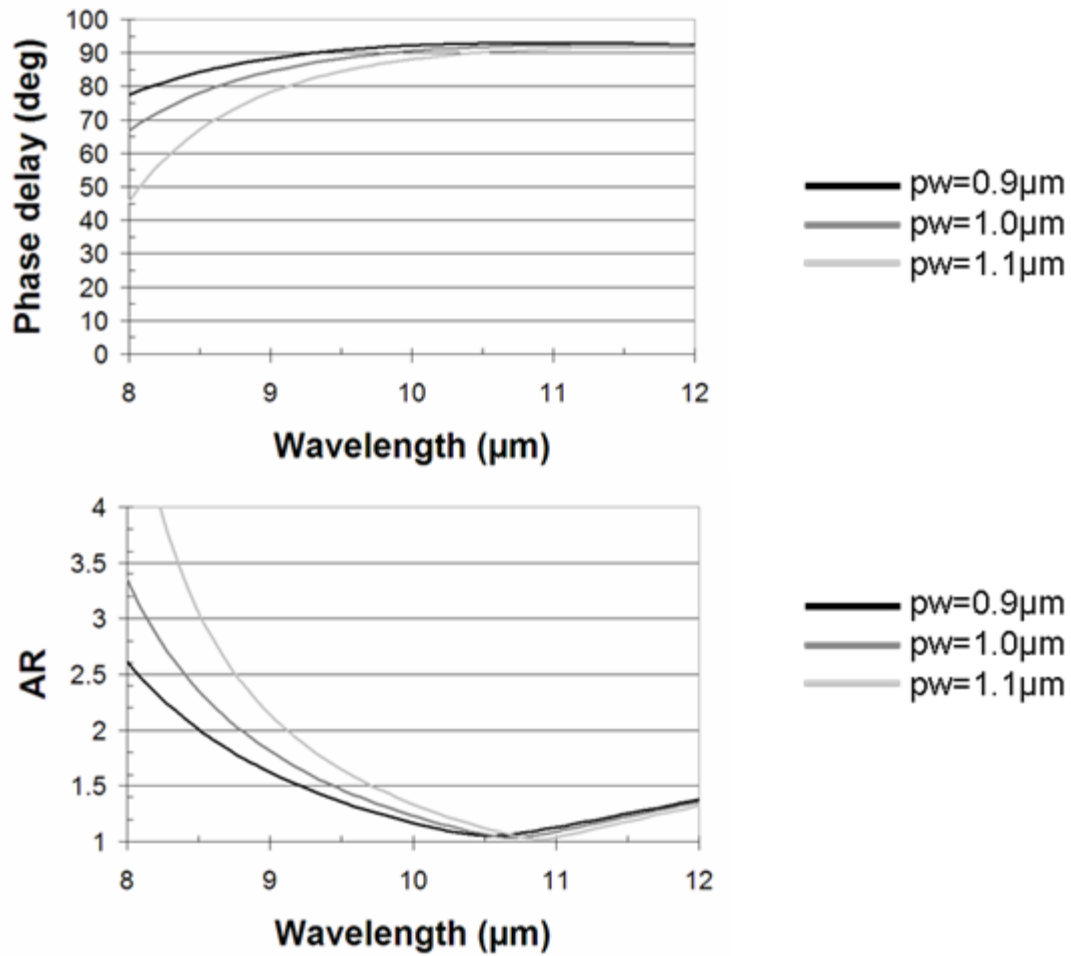 Phase delay (deg)
100
90
80
70
60
50
40
30
20
10
0
8 9 10 11 12
Wavelength (µm)
pw=0.9µm
pw=1.0µm
pw=1.1µm
AR
4
3.5
3
2.5
2
1.5
1
8 9 10 11 12
Wavelength (µm)
pw=0.9µm
pw=1.0µm
pw=1.1µm